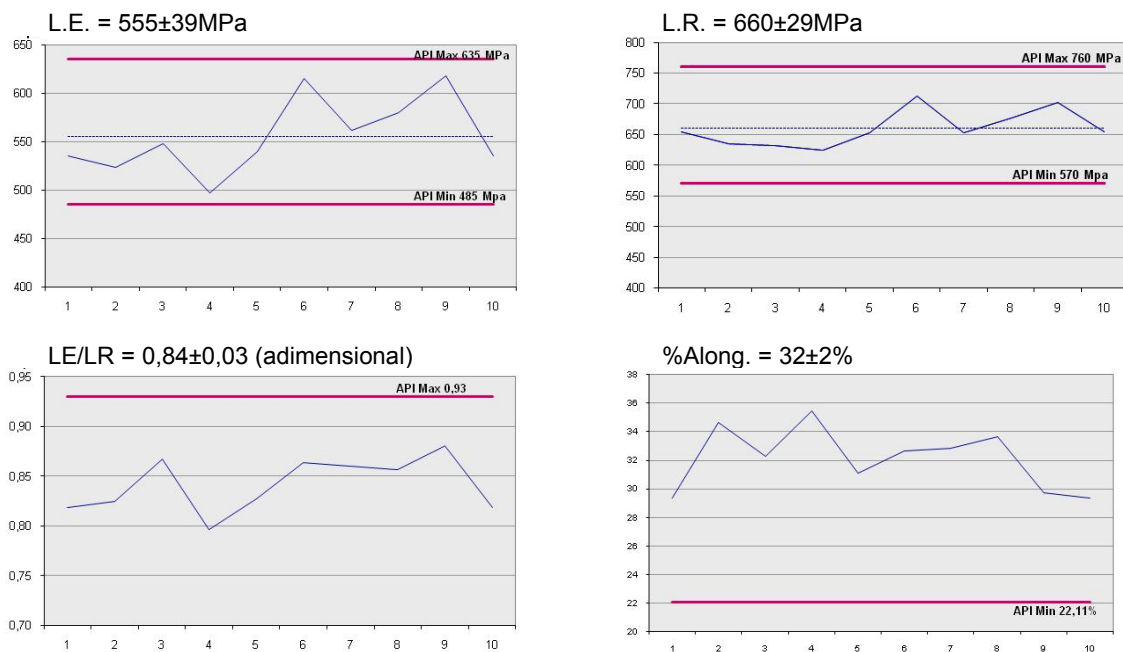 L.E. = 555±39MPa
650
600
550
500
450
400
API Max 635 MPa
API Min 485 Mpa
1 2 3 4 5 6 7 8 9 10
L.R. = 660±29MPa
800
750
700
650
600
550
500
450
400
API Max 760 MPa
API Min 570 Mpa
1 2 3 4 5 6 7 8 9 10
LE/LR = 0,84±0,03 (adimensional)
0,95
0,90
0,85
0,80
0,75
0,70
API Max 0,93
1 2 3 4 5 6 7 8 9 10
%Along. = 32±2%
38
36
34
32
30
28
26
24
22
20
API Min 22,11%
1 2 3 4 5 6 7 8 9 10